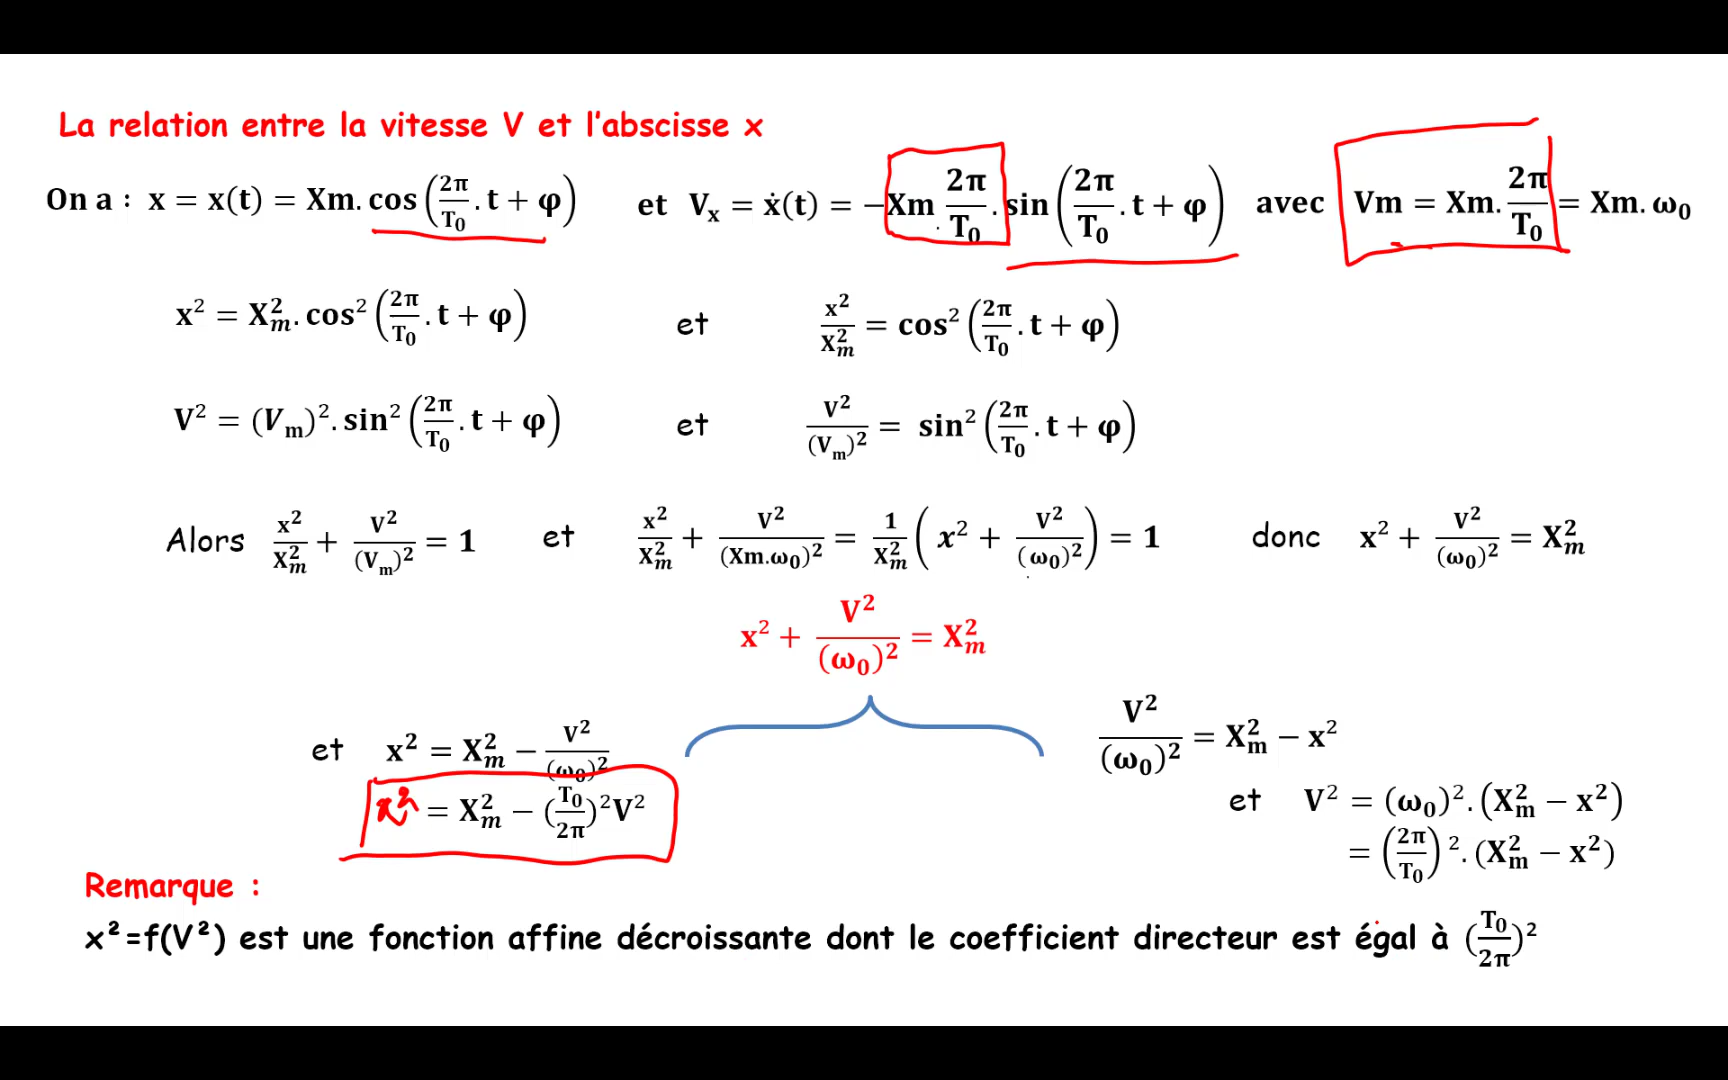 La relation entre la vitesse V et l'abscisse x
On a : x = x(t) = Xm. cos(2π/T₀ . t + φ) et Vₓ = ẋ(t) = −Xm 2π/T₀ . sin(2π/T₀ . t + φ) avec Vm = Xm. 2π/T₀ = Xm. ω₀
x² = X²ₘ. cos² (2π/T₀ . t + φ) et x²/X²ₘ = cos² (2π/T₀ . t + φ)
V² = (Vₘ)². sin² (2π/T₀ . t + φ) et V²/(Vₘ)² = sin² (2π/T₀ . t + φ)
Alors x²/X²ₘ + V²/(Vₘ)² = 1 et x²/X²ₘ + V²/(Xm.ω₀)² = 1/X²ₘ (x² + V²/(ω₀)²) = 1 donc x² + V²/(ω₀)² = X²ₘ
x² + V²/(ω₀)² = X²ₘ
et x² = X²ₘ − V²/(ω₀)²
x² = X²ₘ − (T₀/2π)²V²
V²/(ω₀)² = X²ₘ − x²
et V² = (ω₀)². (X²ₘ − x²)
= (2π/T₀) ². (X²ₘ − x²)
Remarque :
x²=f(V²) est une fonction affine décroissante dont le coefficient directeur est égal à (T₀/2π)²